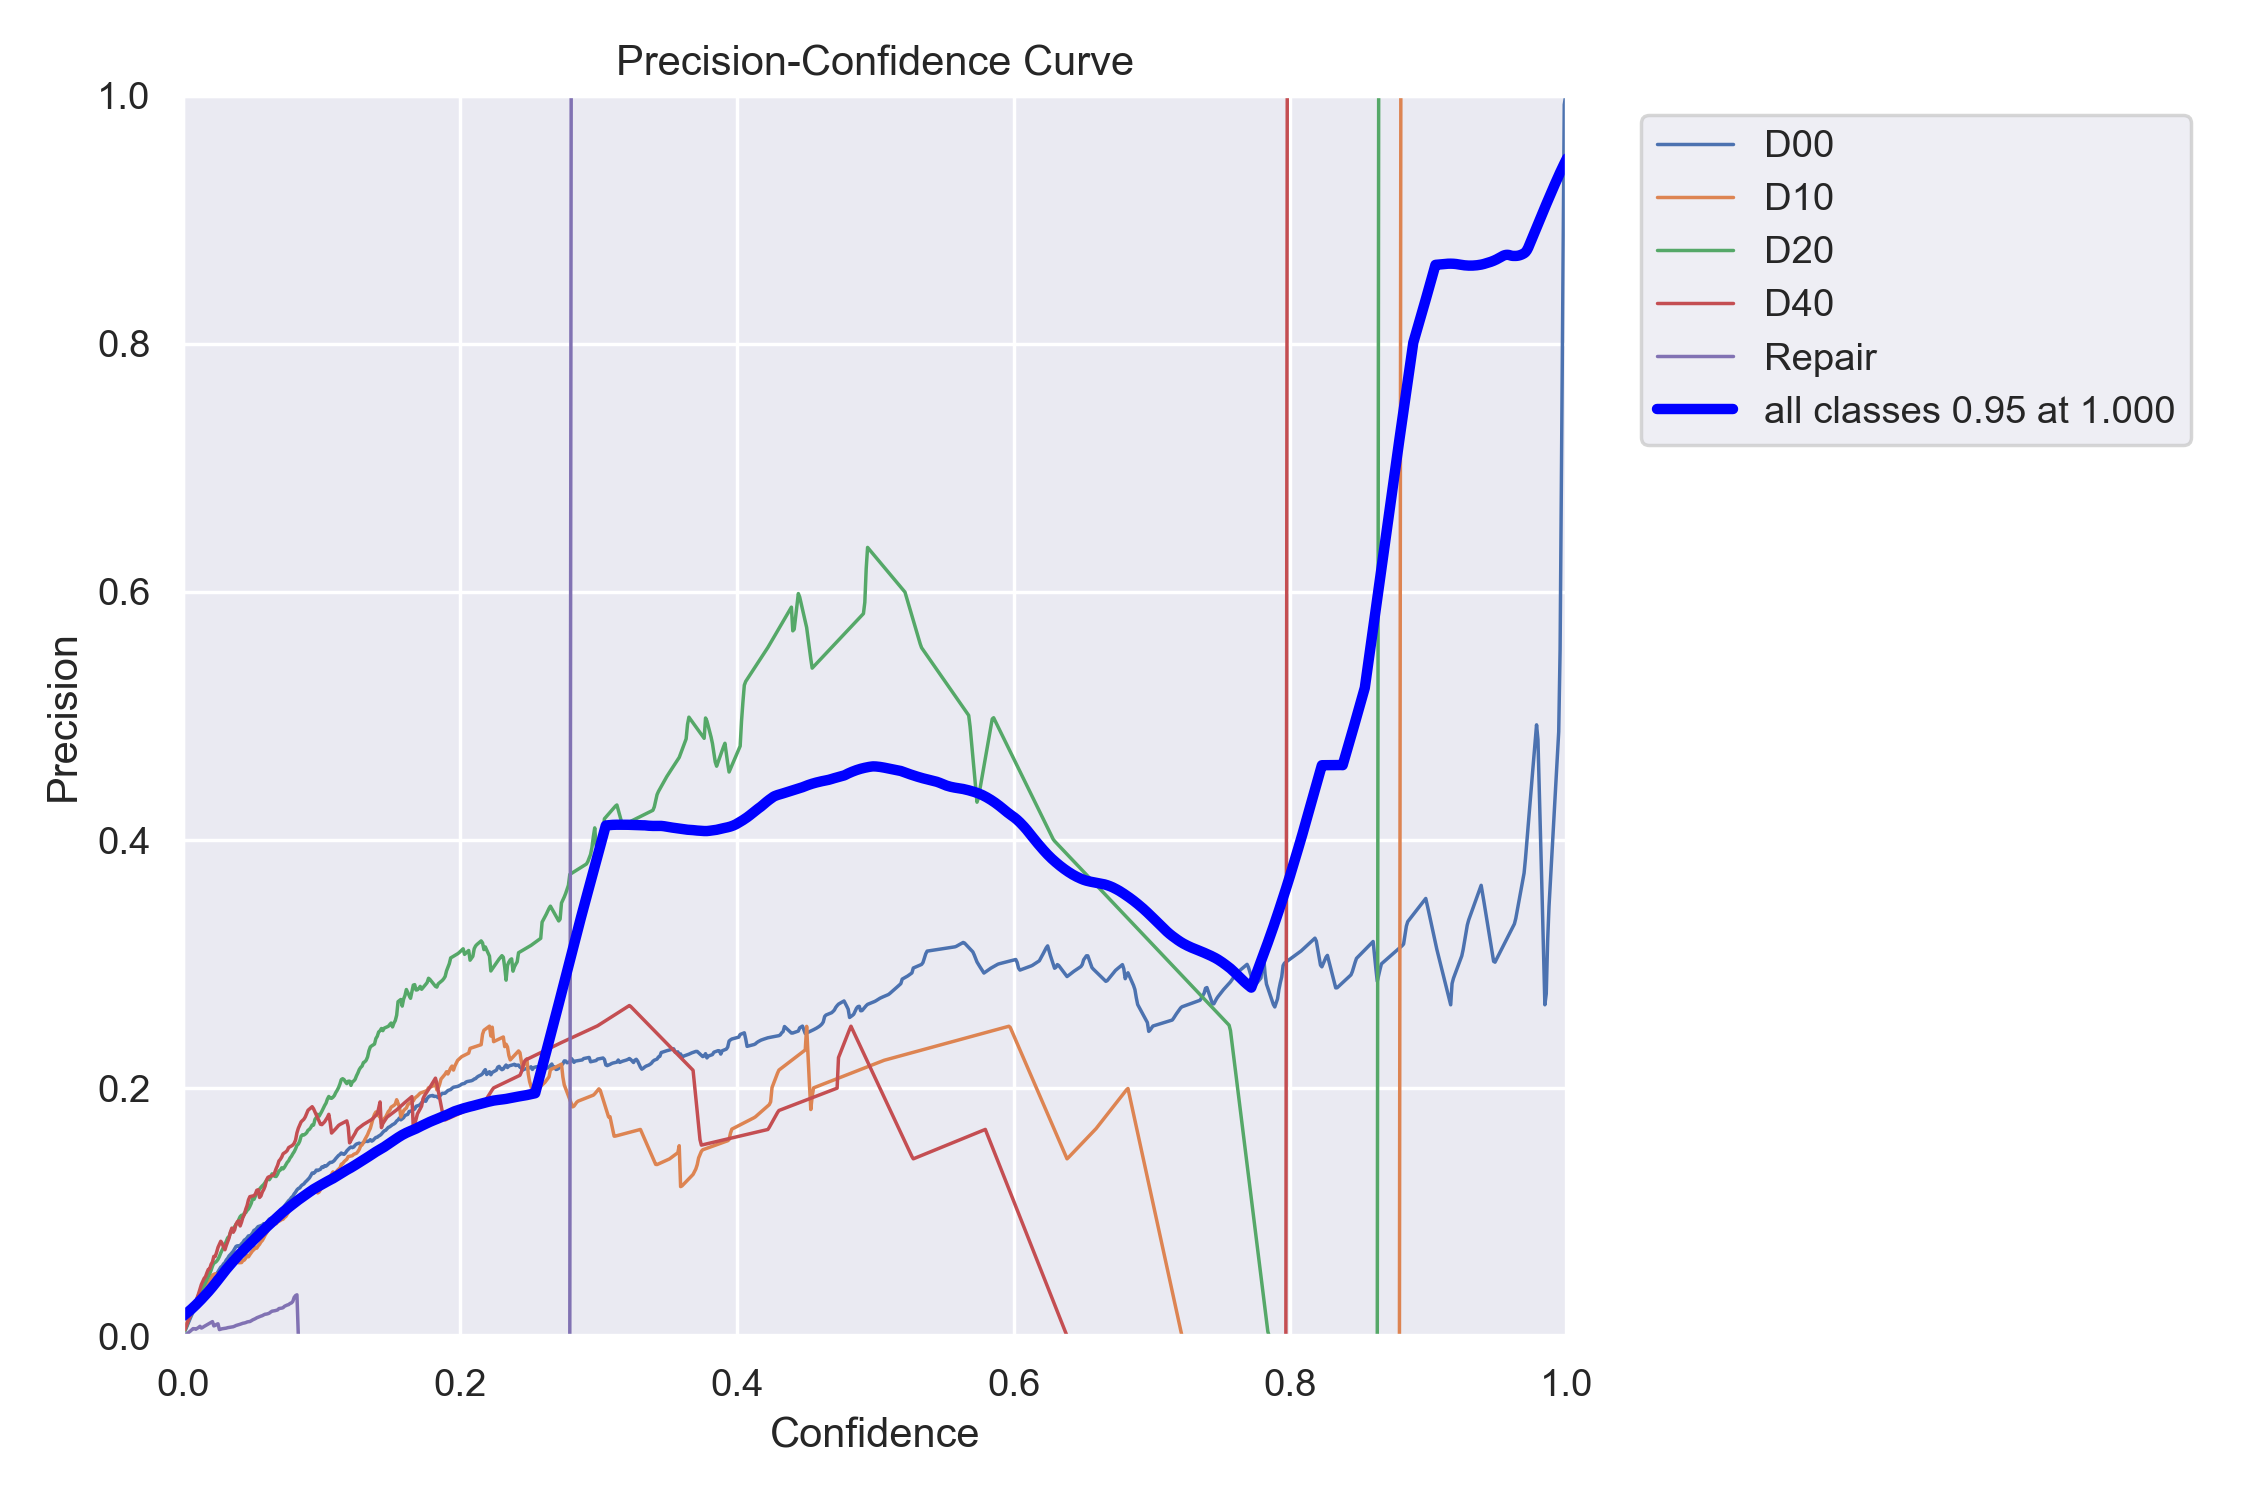 Precision-Confidence Curve
1.0
0.8
0.6
0.4
0.2
0.0
Precision
0.0 0.2 0.4 0.6 0.8 1.0
Confidence
D00
D10
D20
D40
Repair
all classes 0.95 at 1.000